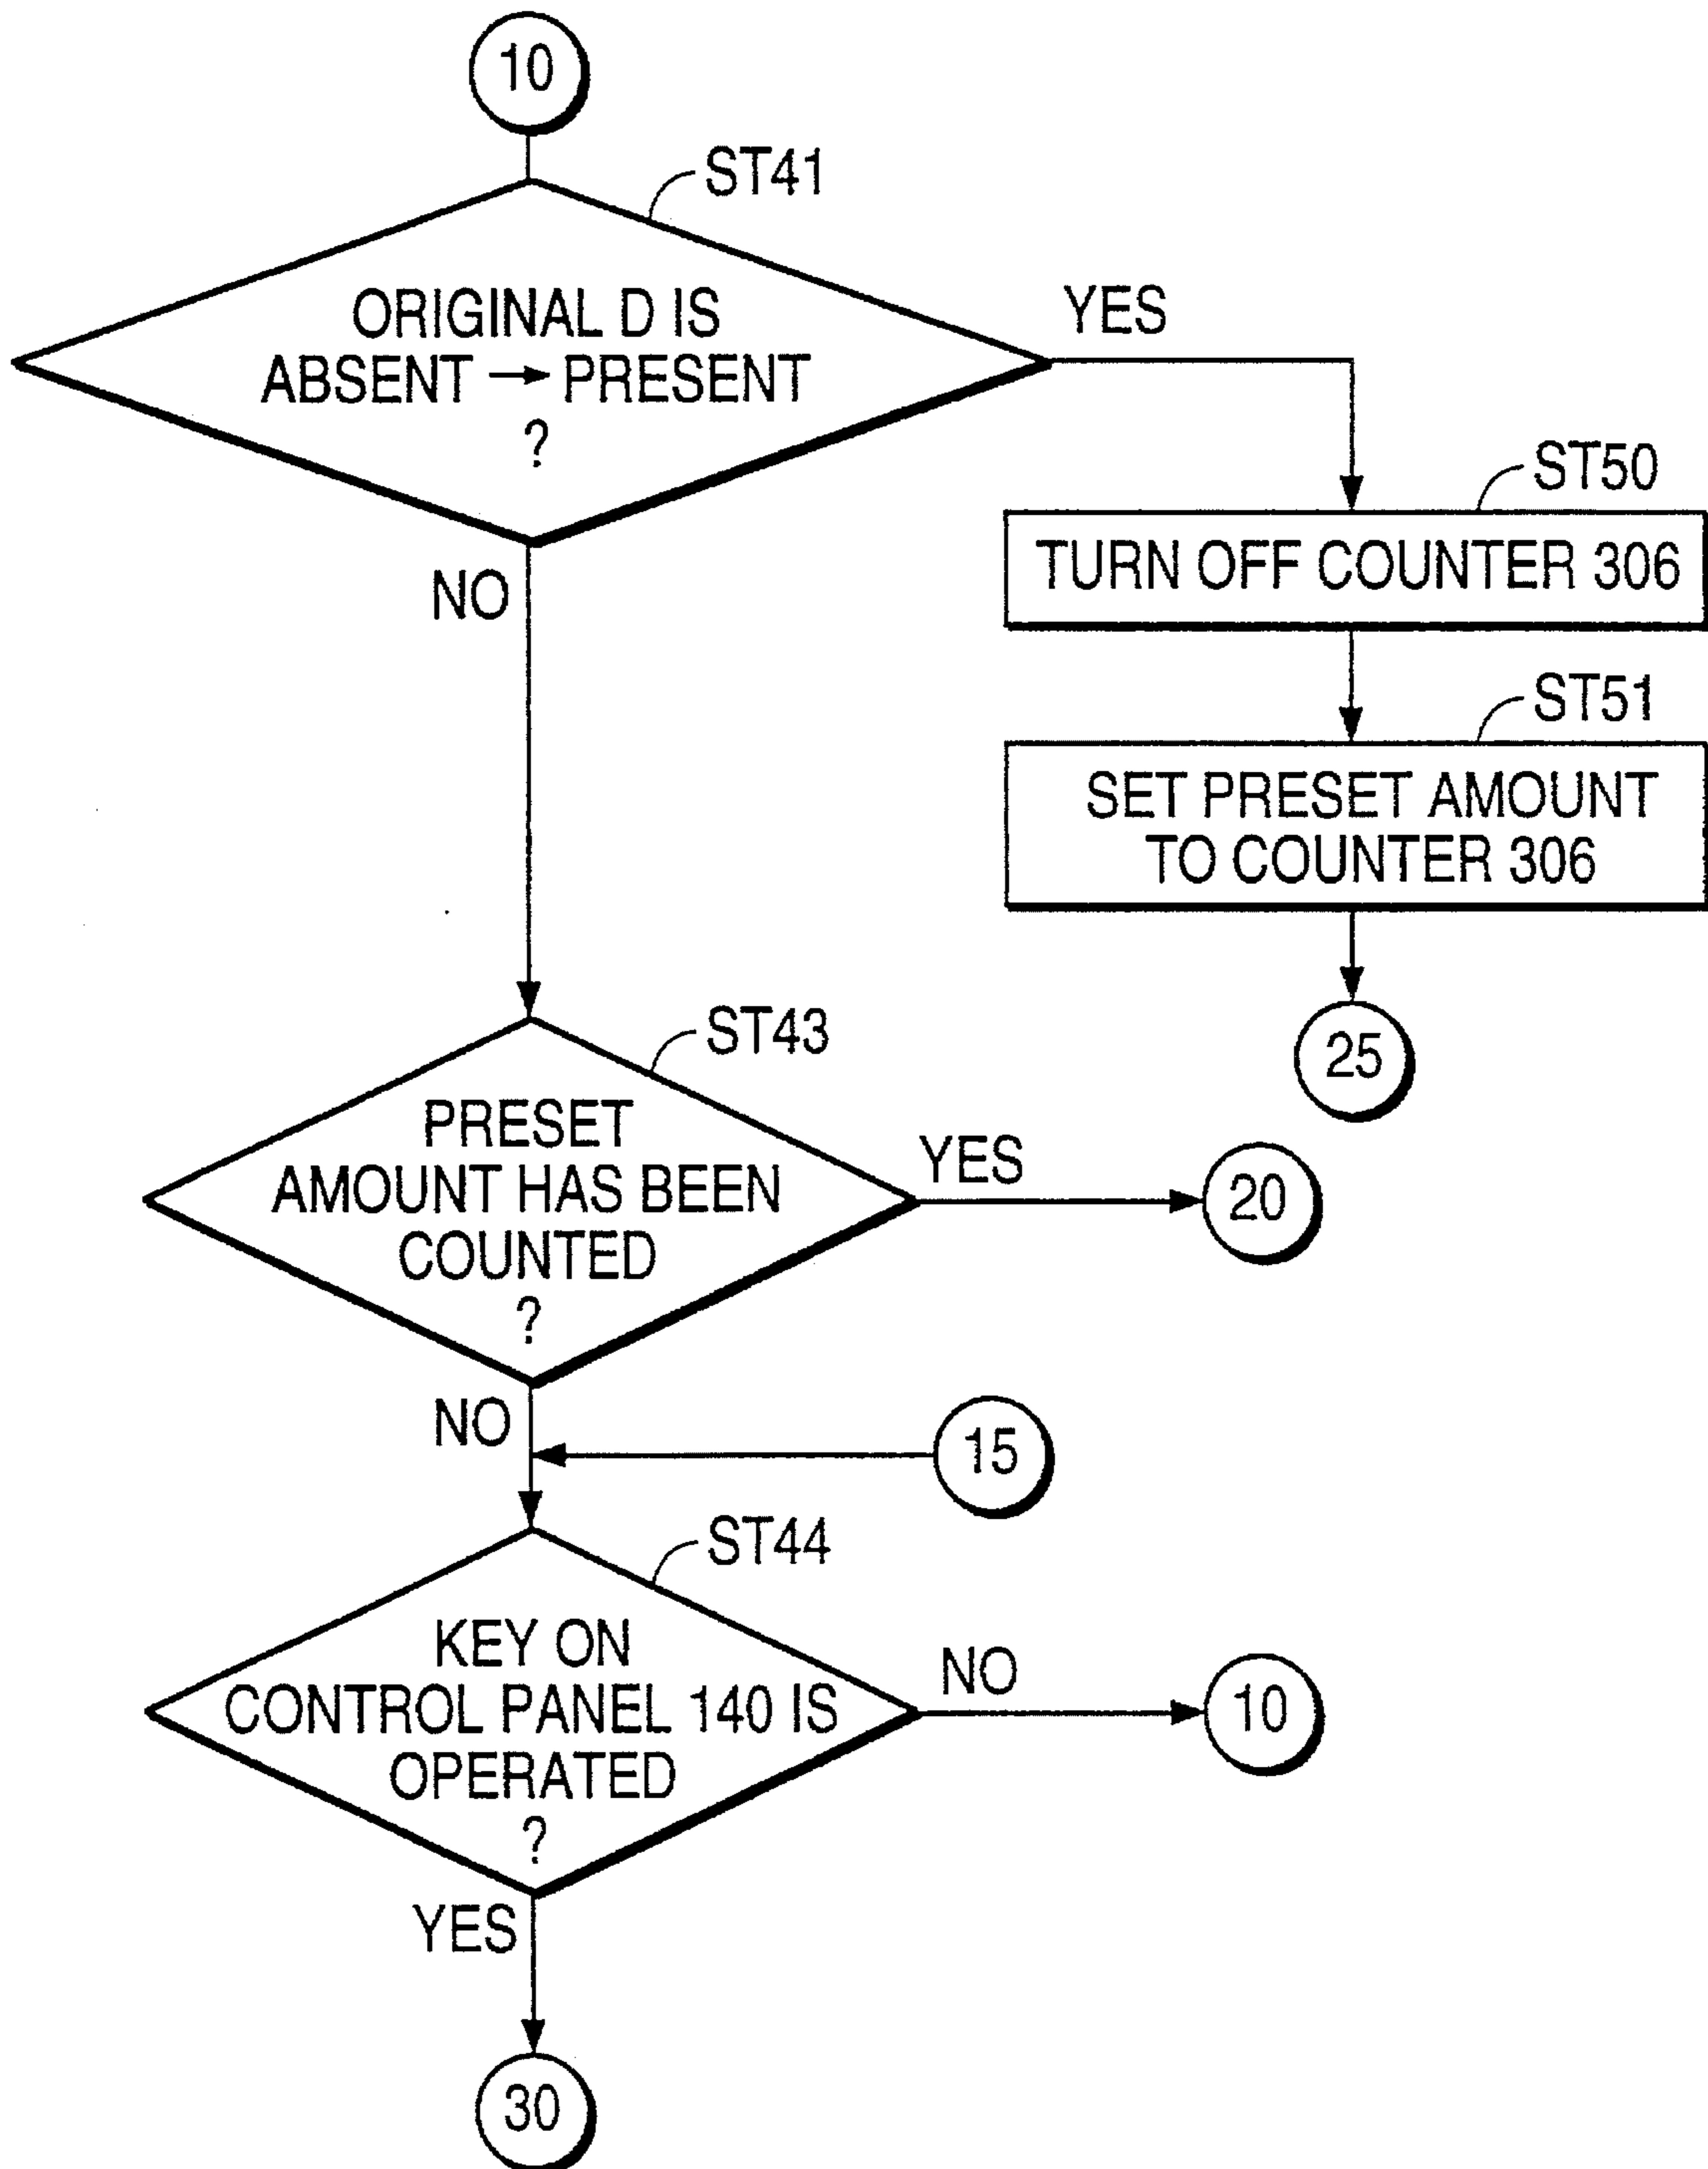 10
ST41
ORIGINAL D IS
ABSENT → PRESENT
?
YES
NO
ST50
TURN OFF COUNTER 306
ST51
SET PRESET AMOUNT
TO COUNTER 306
25
ST43
PRESET
AMOUNT HAS BEEN
COUNTED
?
YES
20
NO
15
ST44
KEY ON
CONTROL PANEL 140 IS
OPERATED
?
NO
10
YES
30